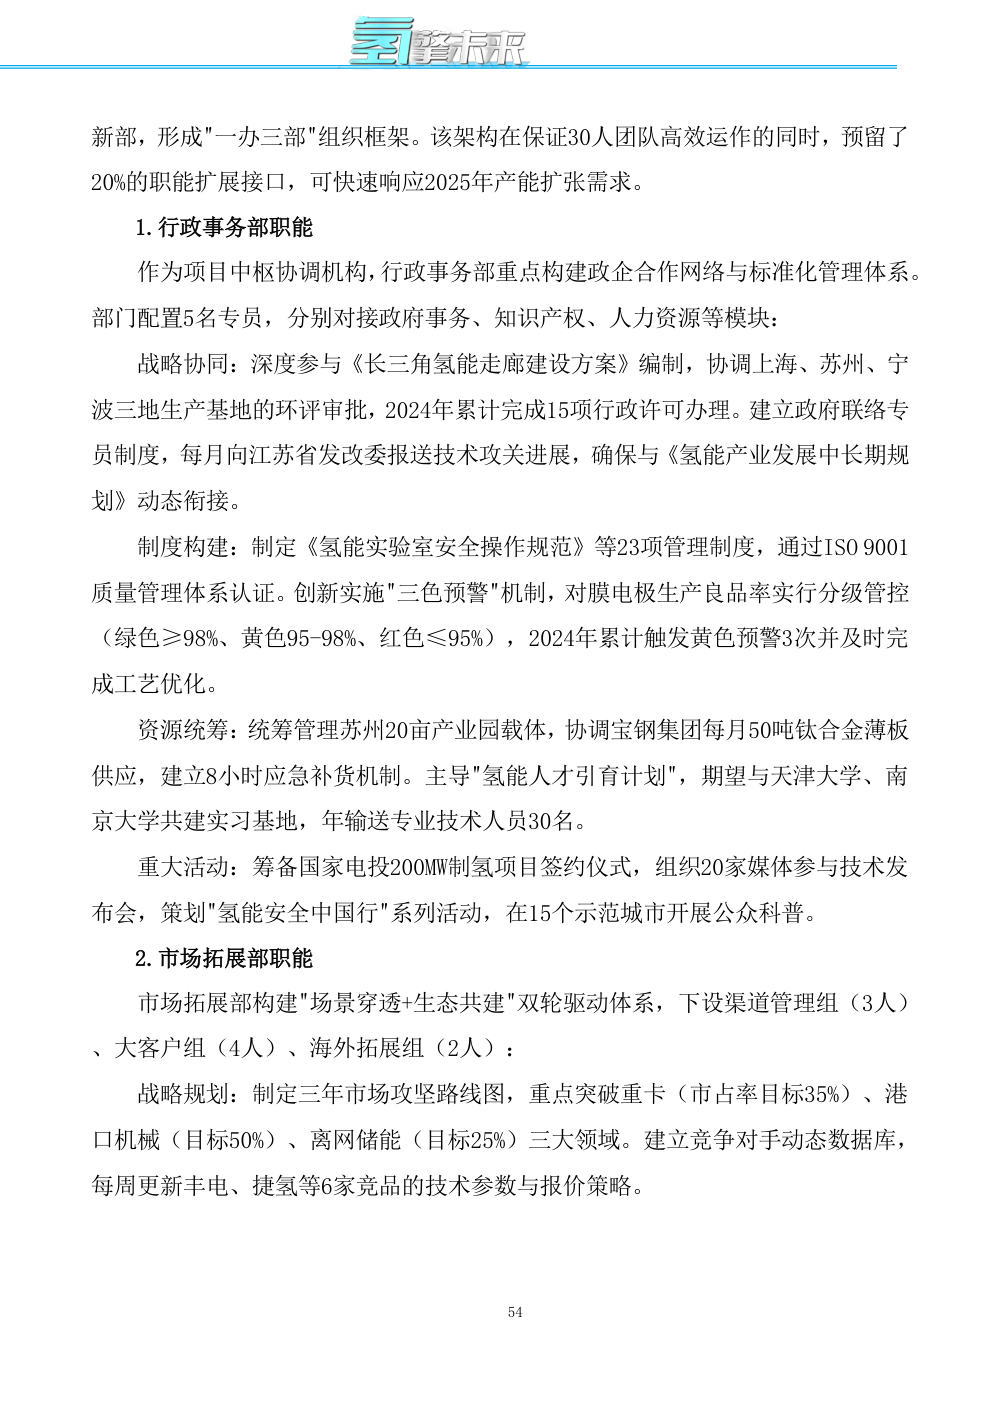 氢擎未来
新部，形成"一办三部"组织框架。该架构在保证30人团队高效运作的同时，预留了
20%的职能扩展接口，可快速响应2025年产能扩张需求。
1.行政事务部职能
作为项目中枢协调机构，行政事务部重点构建政企合作网络与标准化管理体系。
部门配置5名专员，分别对接政府事务、知识产权、人力资源等模块：
战略协同：深度参与《长三角氢能走廊建设方案》编制，协调上海、苏州、宁
波三地生产基地的环评审批，2024年累计完成15项行政许可办理。建立政府联络专
员制度，每月向江苏省发改委报送技术攻关进展，确保与《氢能产业发展中长期规
划》动态衔接。
制度构建：制定《氢能实验室安全操作规范》等23项管理制度，通过ISO 9001
质量管理体系认证。创新实施"三色预警"机制，对膜电极生产良品率实行分级管控
（绿色≥98%、黄色95-98%、红色≤95%），2024年累计触发黄色预警3次并及时完
成工艺优化。
资源统筹：统筹管理苏州20亩产业园载体，协调宝钢集团每月50吨钛合金薄板
供应，建立8小时应急补货机制。主导"氢能人才引育计划"，期望与天津大学、南
京大学共建实习基地，年输送专业技术人员30名。
重大活动：筹备国家电投200MW制氢项目签约仪式，组织20家媒体参与技术发
布会，策划"氢能安全中国行"系列活动，在15个示范城市开展公众科普。
2.市场拓展部职能
市场拓展部构建"场景穿透+生态共建"双轮驱动体系，下设渠道管理组（3人）
、大客户组（4人）、海外拓展组（2人）：
战略规划：制定三年市场攻坚路线图，重点突破重卡（市占率目标35%）、港
口机械（目标50%）、离网储能（目标25%）三大领域。建立竞争对手动态数据库，
每周更新丰电、捷氢等6家竞品的技术参数与报价策略。
54